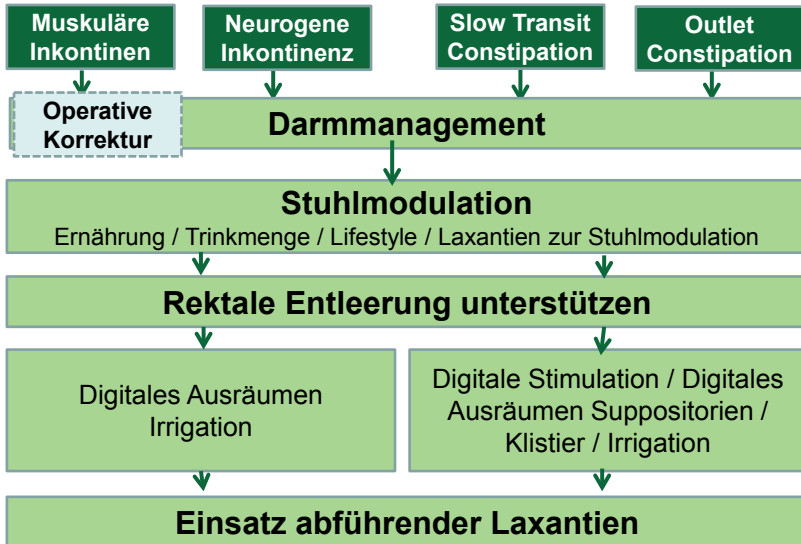 Muskuläre
Inkontinen
Neurogene
Inkontinenz
Slow Transit
Constipation
Outlet
Constipation
Operative
Korrektur
Darmmanagement
Stuhlmodulation
Ernährung / Trinkmenge / Lifestyle / Laxantien zur Stuhlmodulation
Rektale Entleerung unterstützen
Digitales Ausräumen
Irrigation
Digitale Stimulation / Digitales
Ausräumen Suppositorien /
Klistier / Irrigation
Einsatz abführender Laxantien